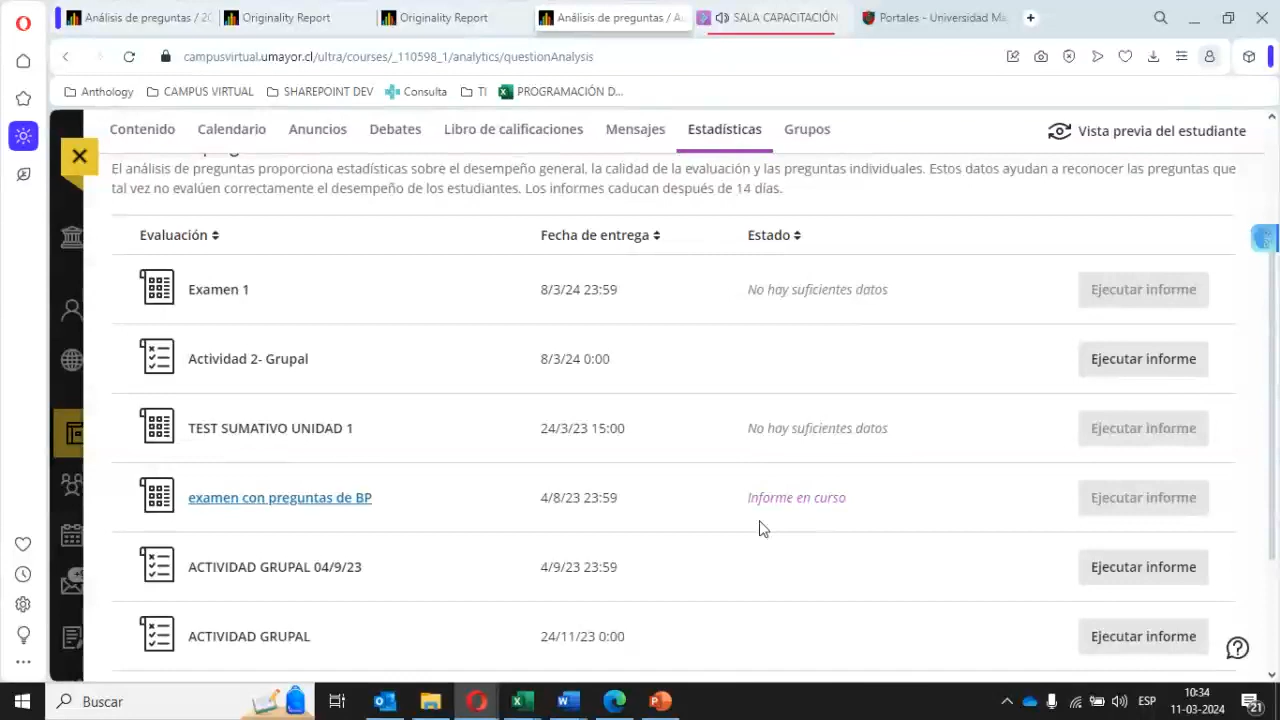 Análisis de preguntas / 20
Originality Report
Originality Report
Análisis de preguntas / A
SALA CAPACITACIÓN
Portales - Universidad Ma
campusvirtual.umayor.cl/ultra/courses/_110598_1/analytics/questionAnalysis
Anthology CAMPUS VIRTUAL SHAREPOINT DEV Consulta TI PROGRAMACIÓN D...
Contenido Calendario Anuncios Debates Libro de calificaciones Mensajes Estadísticas Grupos Vista previa del estudiante
El análisis de preguntas proporciona estadísticas sobre el desempeño general, la calidad de la evaluación y las preguntas individuales. Estos datos ayudan a reconocer las preguntas que
tal vez no evalúen correctamente el desempeño de los estudiantes. Los informes caducan después de 14 días.
Evaluación Fecha de entrega Estado
Examen 1 8/3/24 23:59 No hay suficientes datos Ejecutar informe
Actividad 2- Grupal 8/3/24 0:00 Ejecutar informe
TEST SUMATIVO UNIDAD 1 24/3/23 15:00 No hay suficientes datos Ejecutar informe
examen con preguntas de BP 4/8/23 23:59 Informe en curso Ejecutar informe
ACTIVIDAD GRUPAL 04/9/23 4/9/23 23:59 Ejecutar informe
ACTIVIDAD GRUPAL 24/11/23 0:00 Ejecutar informe
Buscar
ESP
10:34
11-03-2024
21